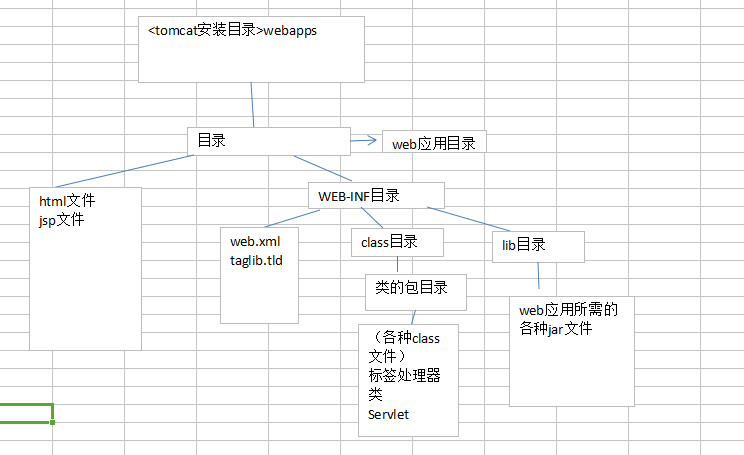 <tomcat安装目录>webapps
目录
web应用目录
html文件
jsp文件
WEB-INF目录
web.xml
taglib.tld
class目录
lib目录
类的包目录
web应用所需的
各种jar文件
（各种class
文件）
标签处理器
类
Servlet